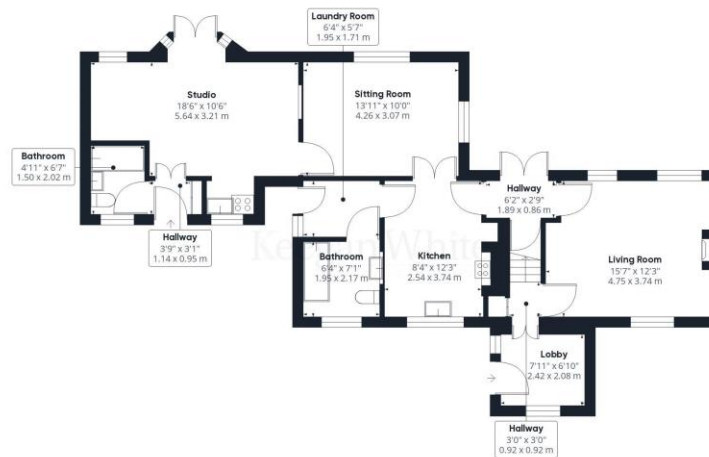 Laundry Room
6'4" x 5'7"
1.95 x 1.71 m
Studio
18'6" x 10'6"
5.64 x 3.21 m
Sitting Room
13'11" x 10'0"
4.26 x 3.07 m
Bathroom
4'11" x 6'7"
1.50 x 2.02 m
Hallway
6'2" x 2'9"
1.89 x 0.86 m
Hallway
3'9" x 3'1"
1.14 x 0.95 m
Bathroom
6'4" x 7'1"
1.95 x 2.17 m
Kitchen
8'4" x 12'3"
2.54 x 3.74 m
Living Room
15'7" x 12'3"
4.75 x 3.74 m
Lobby
7'11" x 6'10"
2.42 x 2.08 m
Hallway
3'0" x 3'0"
0.92 x 0.92 m